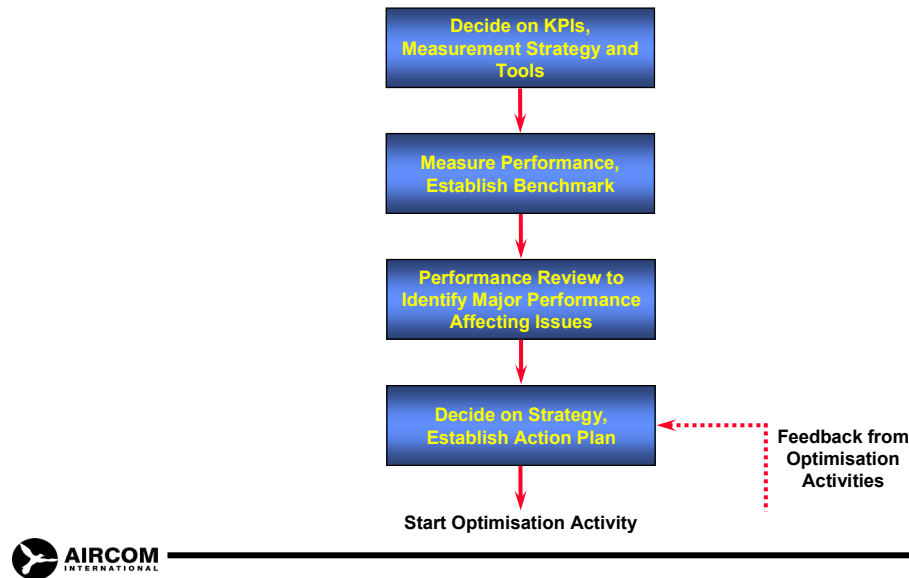 Decide on KPIs,
Measurement Strategy and
Tools
Measure Performance,
Establish Benchmark
Performance Review to
Identify Major Performance
Affecting Issues
Decide on Strategy,
Establish Action Plan
Feedback from
Optimisation
Activities
Start Optimisation Activity
AIRCOM
INTERNATIONAL